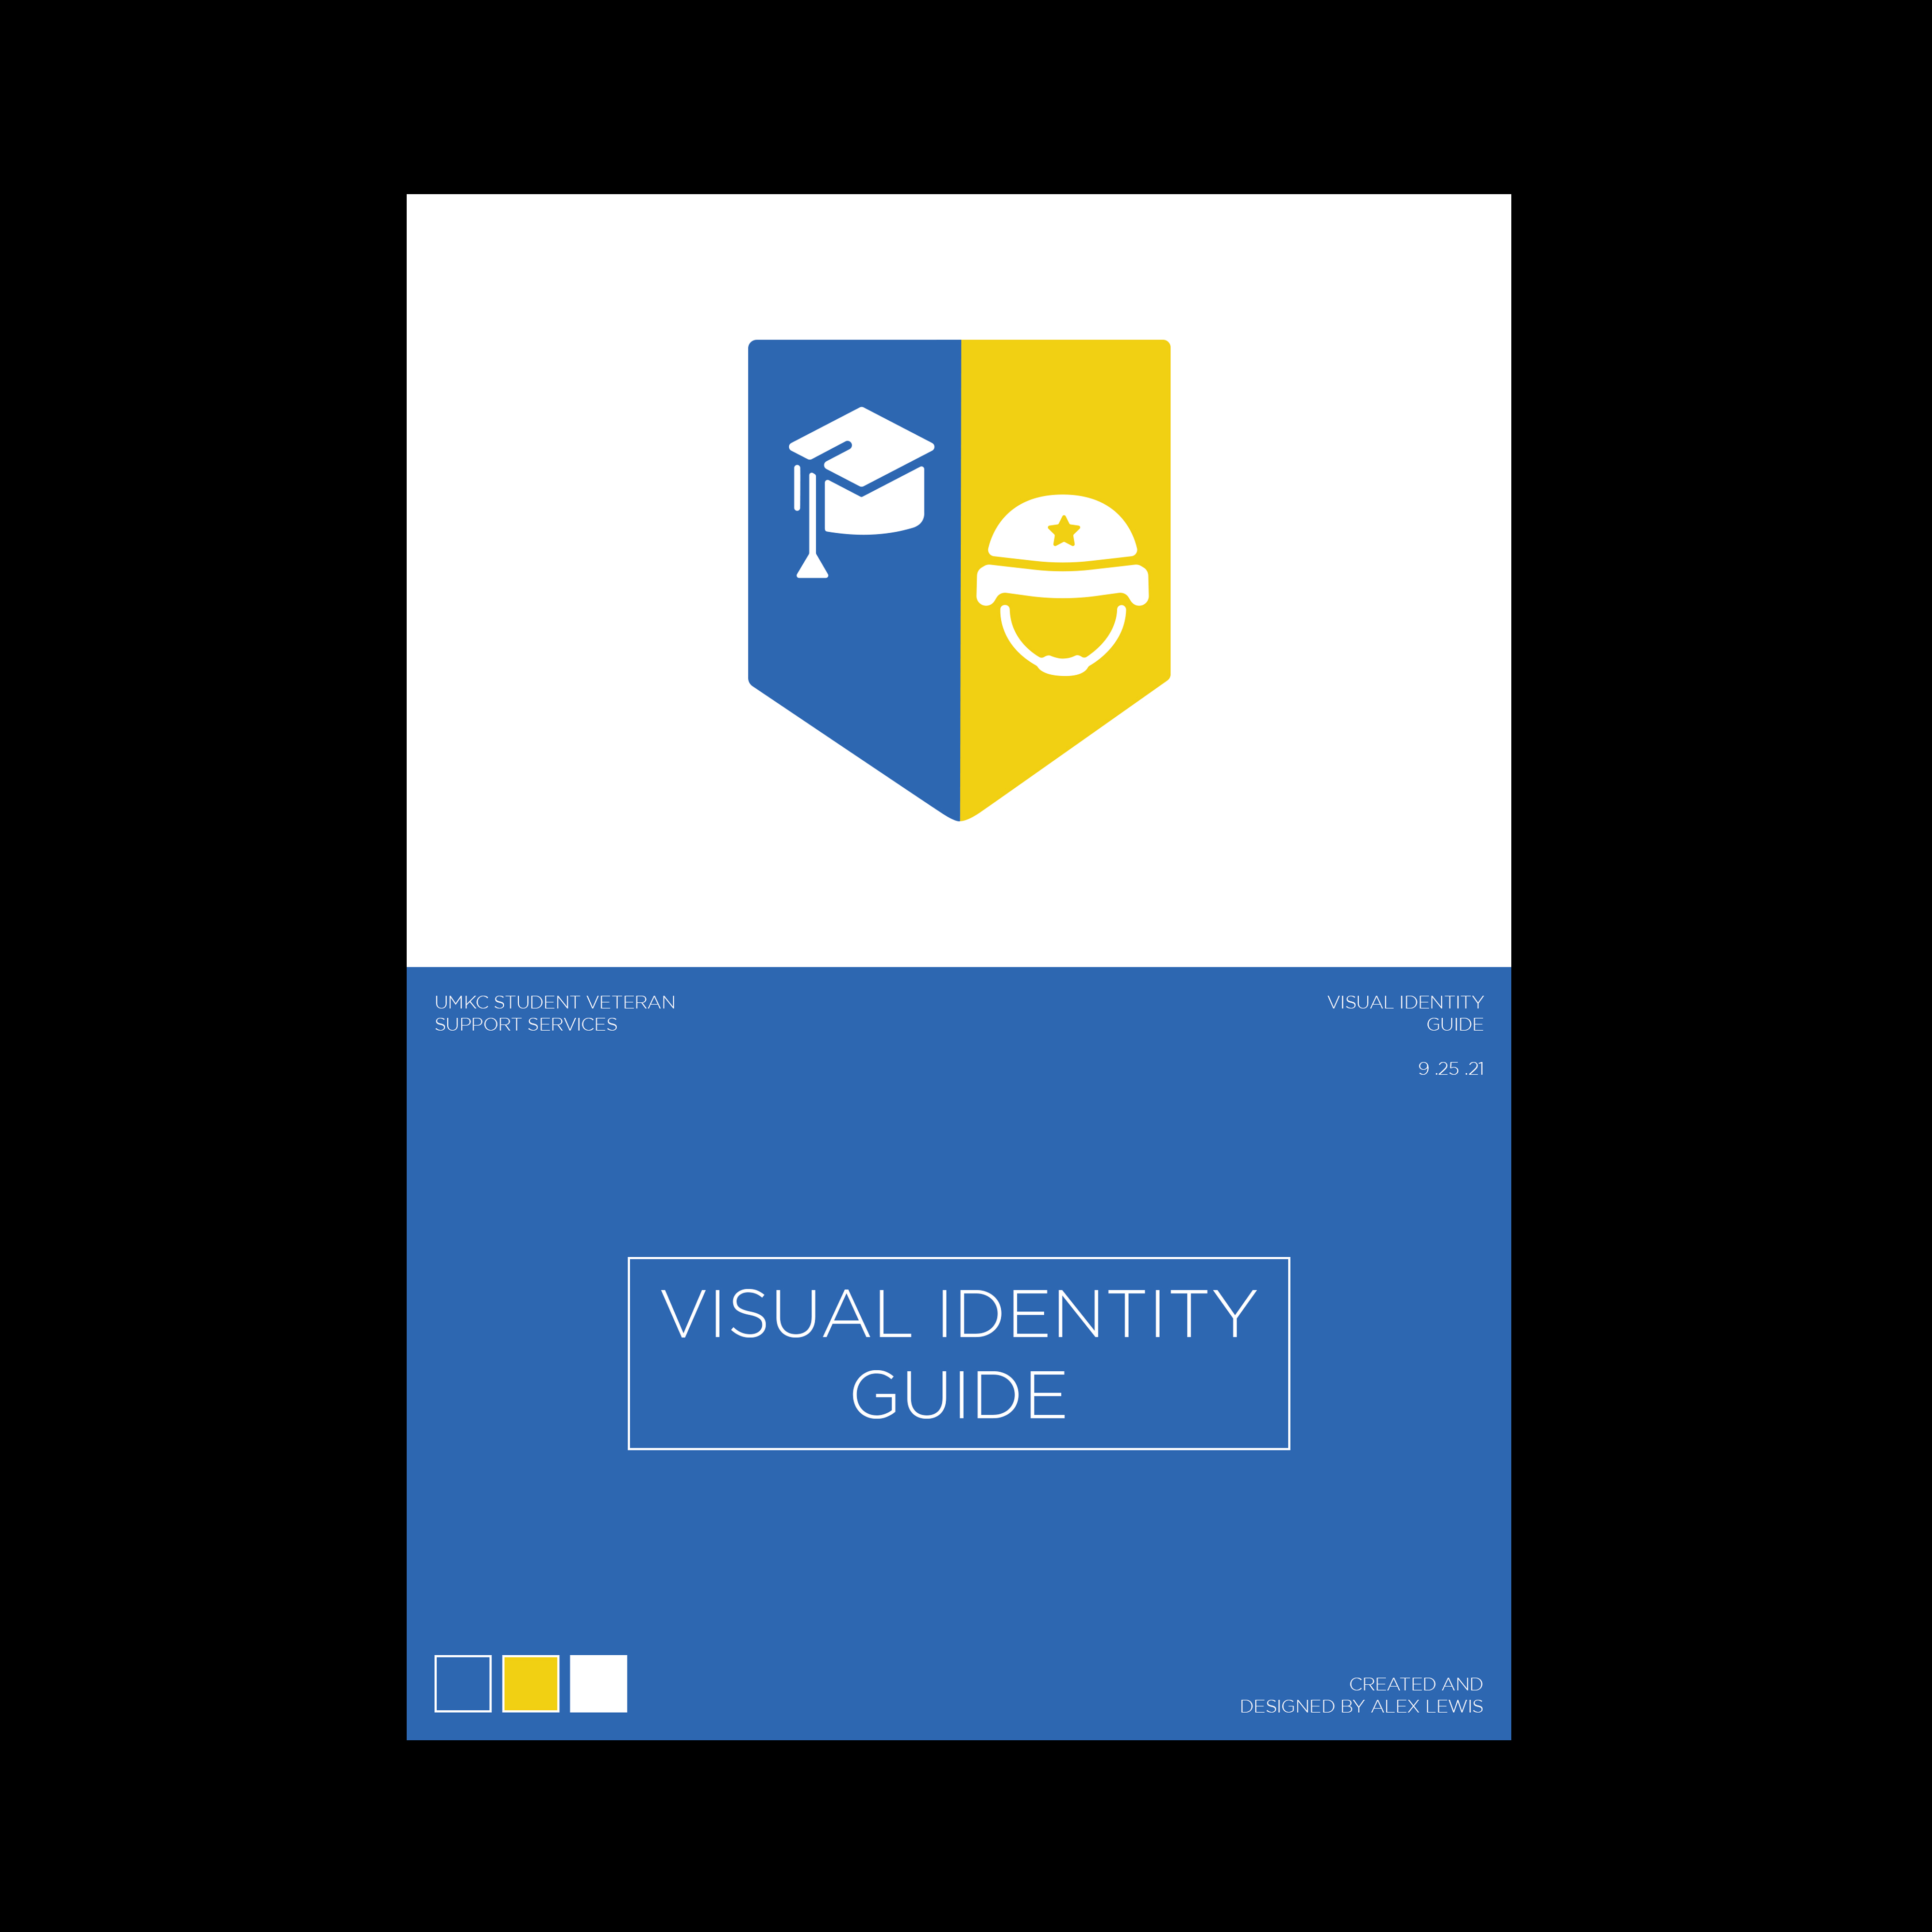 UMKC STUDENT VETERAN
SUPPORT SERVICES
VISUAL IDENTITY
GUIDE
9 .25 .21
VISUAL IDENTITY
GUIDE
CREATED AND
DESIGNED BY ALEX LEWIS